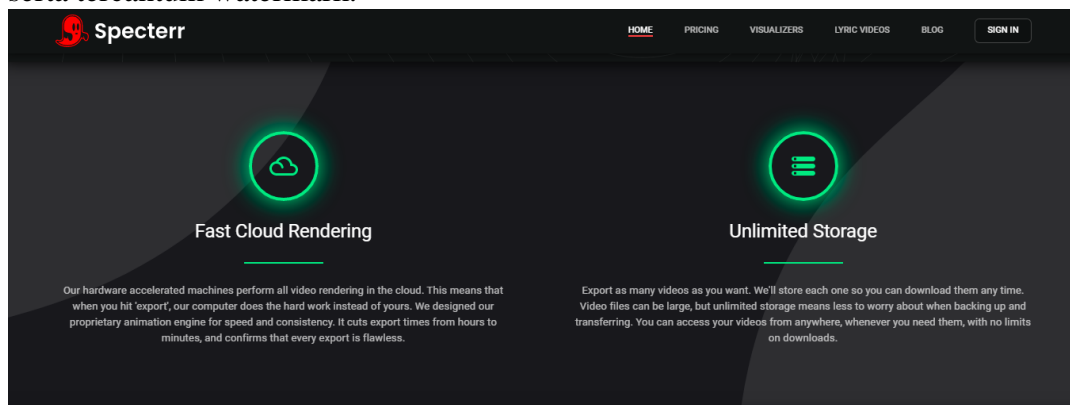 serta tercantum watermark.
Specterr
HOME PRICING VISUALIZERS LYRIC VIDEOS BLOG SIGN IN
Fast Cloud Rendering
Our hardware accelerated machines perform all video rendering in the cloud. This means that
when you hit 'export', our computer does the hard work instead of yours. We designed our
proprietary animation engine for speed and consistency. It cuts export times from hours to
minutes, and confirms that every export is flawless.
Unlimited Storage
Export as many videos as you want. We'll store each one so you can download them any time.
Video files can be large, but unlimited storage means less to worry about when backing up and
transferring. You can access your videos from anywhere, whenever you need them, with no limits
on downloads.